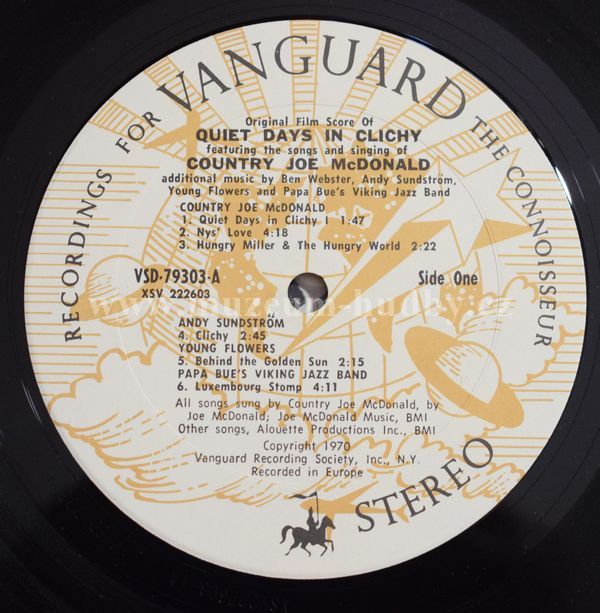 RECORDINGS FOR VANGUARD THE CONNOISSEUR
Original Film Score Of
QUIET DAYS IN CLICHY
featuring the songs and singing of
COUNTRY JOE McDONALD
additional music by Ben Webster, Andy Sundström,
Young Flowers and Papa Bue's Viking Jazz Band
COUNTRY JOE McDONALD
1. Quiet Days in Clichy I 1:47
2. Nys' Love 4:18
3. Hungry Miller & The Hungry World 2:22
VSD-79303-A
Side One
XSV 222603
www.muzeum-hudby.cz
ANDY SUNDSTRÖM
4. Clichy 2:45
YOUNG FLOWERS
5. Behind the Golden Sun 2:15
PAPA BUE'S VIKING JAZZ BAND
6. Luxembourg Stomp 4:11
All songs sung by Country Joe McDonald, by
Joe McDonald; Joe McDonald Music, BMI
Other songs, Alouette Productions Inc., BMI
Copyright 1970
Vanguard Recording Society, Inc., N.Y.
Recorded in Europe
STEREO